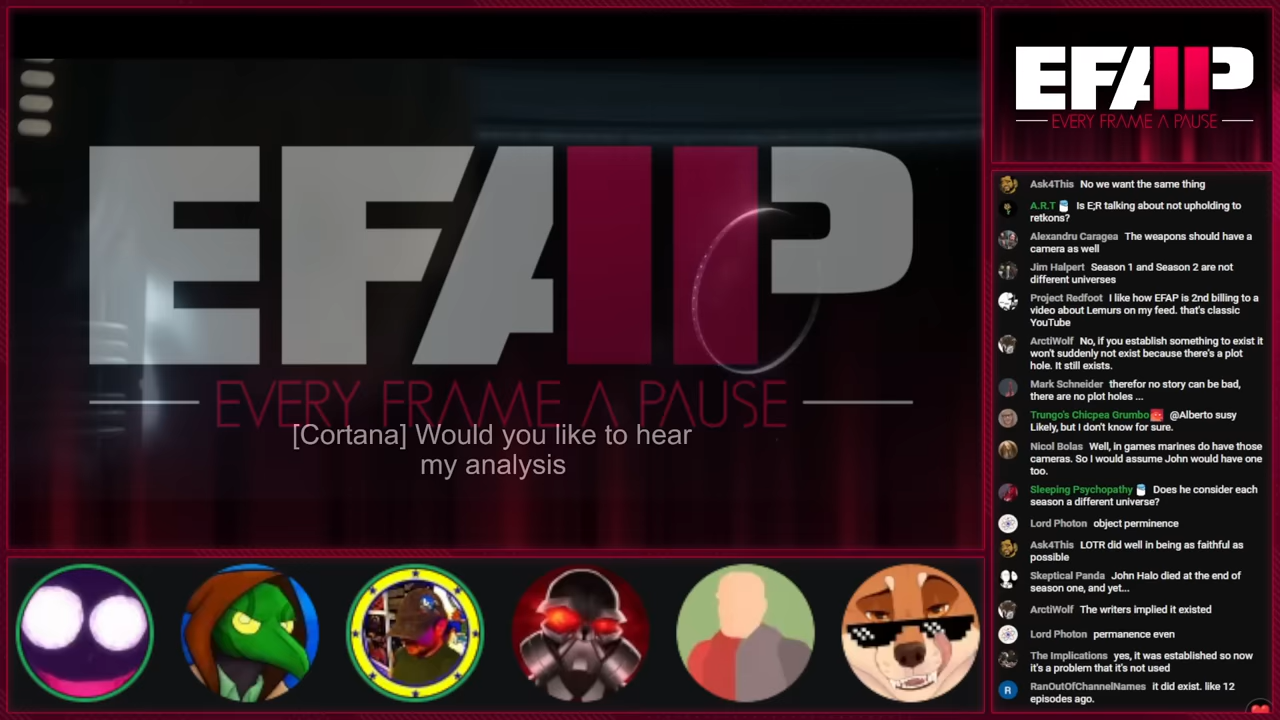 EFAP
EVERY FRAME A PAUSE
[Cortana] Would you like to hear
my analysis
EFAP
EVERY FRAME A PAUSE
Ask4This No we want the same thing
A.R.T Is E;R talking about not upholding to
retkons?
Alexandru Caragea The weapons should have a
camera as well
Jim Halpert Season 1 and Season 2 are not
different universes
Project Redfoot I like how EFAP is 2nd billing to a
video about Lemurs on my feed. that's classic
YouTube
ArctiWolf No, if you establish something to exist it
won't suddenly not exist because there's a plot
hole. It still exists.
Mark Schneider therefor no story can be bad,
there are no plot holes ...
Trungo's Chicpea Grumbo @Alberto susy
Likely, but I don't know for sure.
Nicol Bolas Well, in games marines do have those
cameras. So I would assume John would have one
too.
Sleeping Psychopathy Does he consider each
season a different universe?
Lord Photon object perminence
Ask4This LOTR did well in being as faithful as
possible
Skeptical Panda John Halo died at the end of
season one, and yet...
ArctiWolf The writers implied it existed
Lord Photon permanence even
The Implications yes, it was established so now
it's a problem that it's not used
R RanOutOfChannelNames it did exist. like 12
episodes ago.